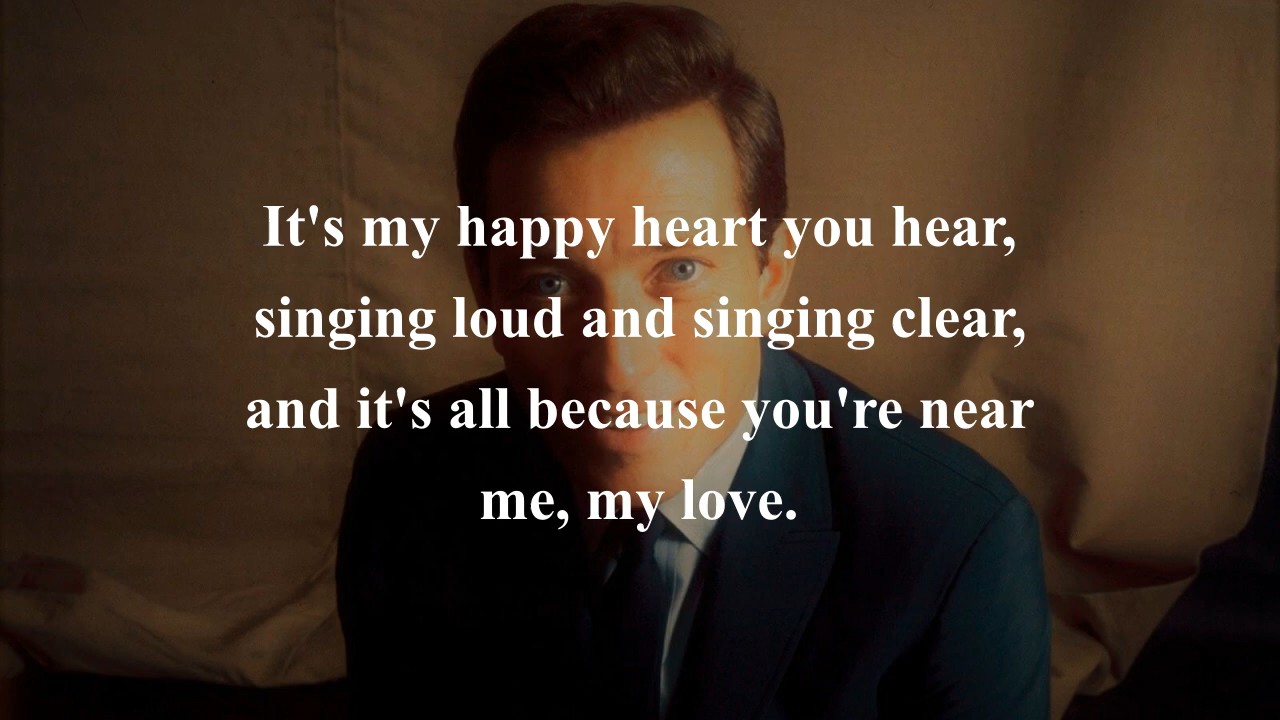 It's my happy heart you hear,
singing loud and singing clear,
and it's all because you're near
me, my love.